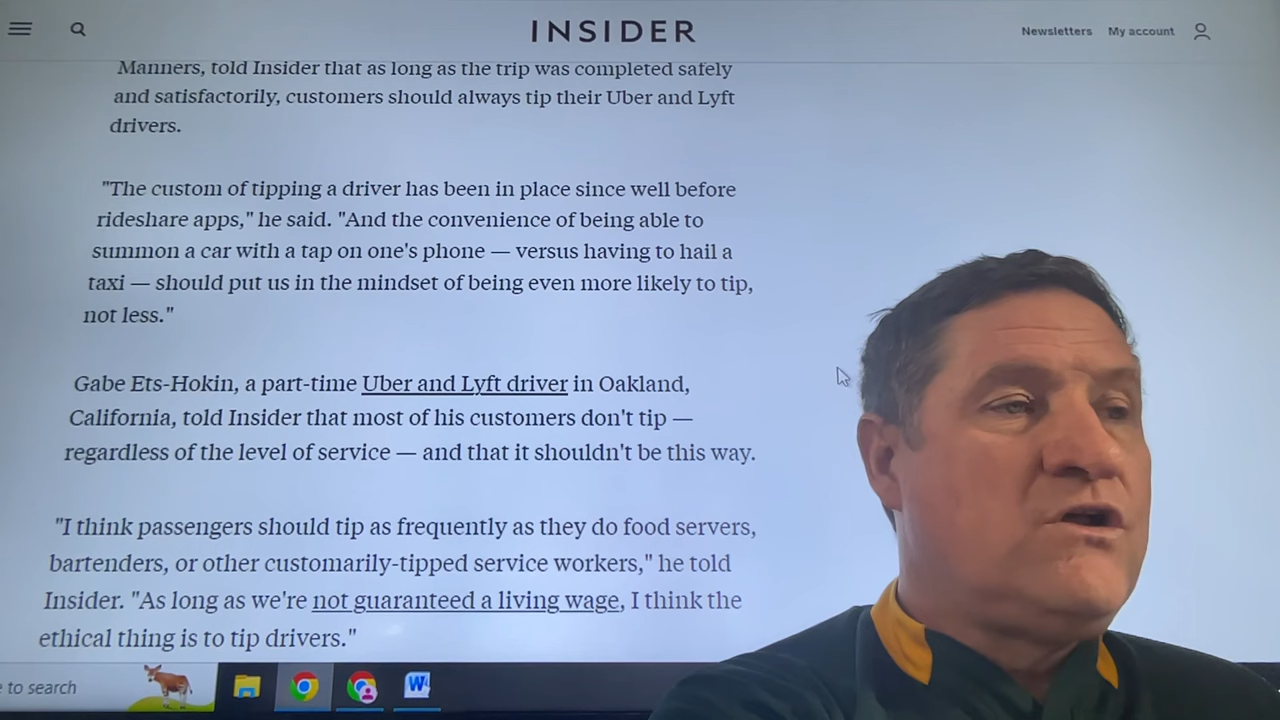 INSIDER
Newsletters My account
Manners, told Insider that as long as the trip was completed safely
and satisfactorily, customers should always tip their Uber and Lyft
drivers.
"The custom of tipping a driver has been in place since well before
rideshare apps," he said. "And the convenience of being able to
summon a car with a tap on one's phone — versus having to hail a
taxi — should put us in the mindset of being even more likely to tip,
not less."
Gabe Ets-Hokin, a part-time Uber and Lyft driver in Oakland,
California, told Insider that most of his customers don't tip —
regardless of the level of service — and that it shouldn't be this way.
"I think passengers should tip as frequently as they do food servers,
bartenders, or other customarily-tipped service workers," he told
Insider. "As long as we're not guaranteed a living wage, I think the
ethical thing is to tip drivers."
e to search
W